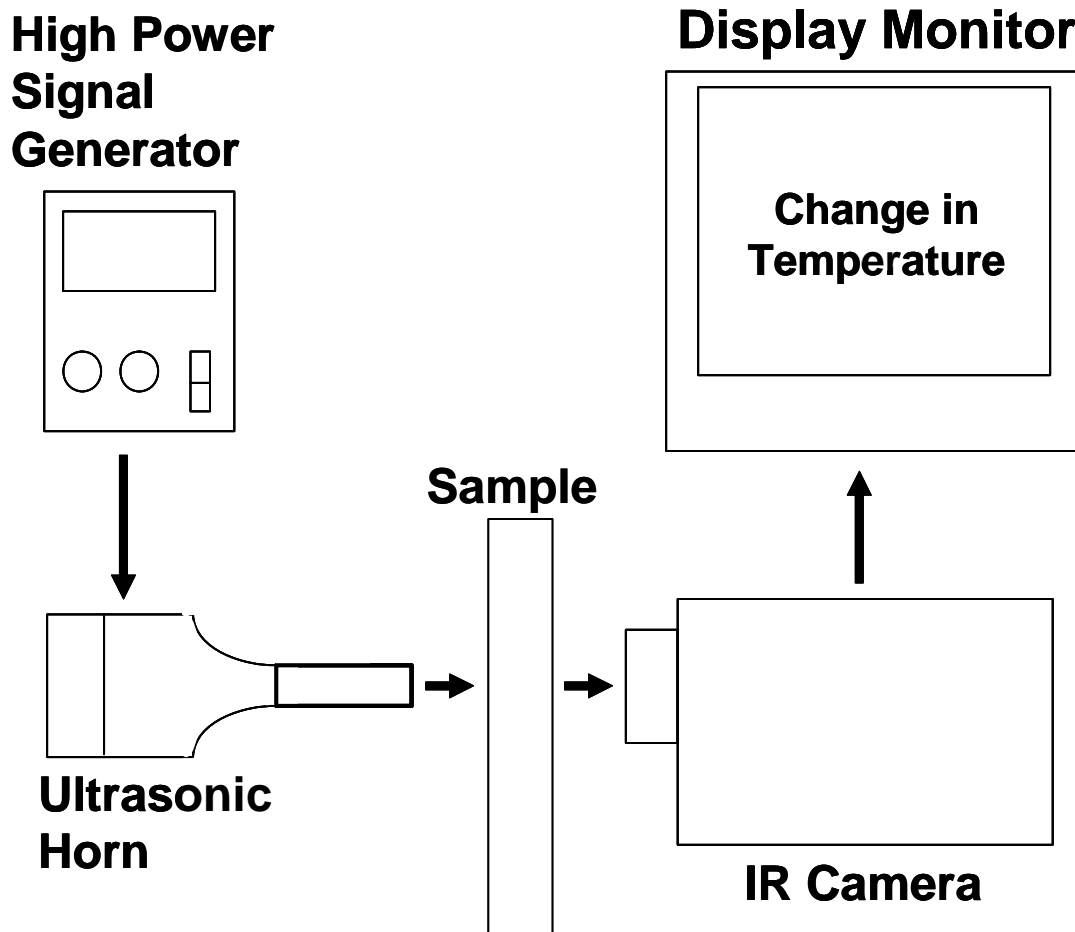 High Power
Signal
Generator
Display Monitor
Change in
Temperature
Sample
Ultrasonic
Horn
IR Camera